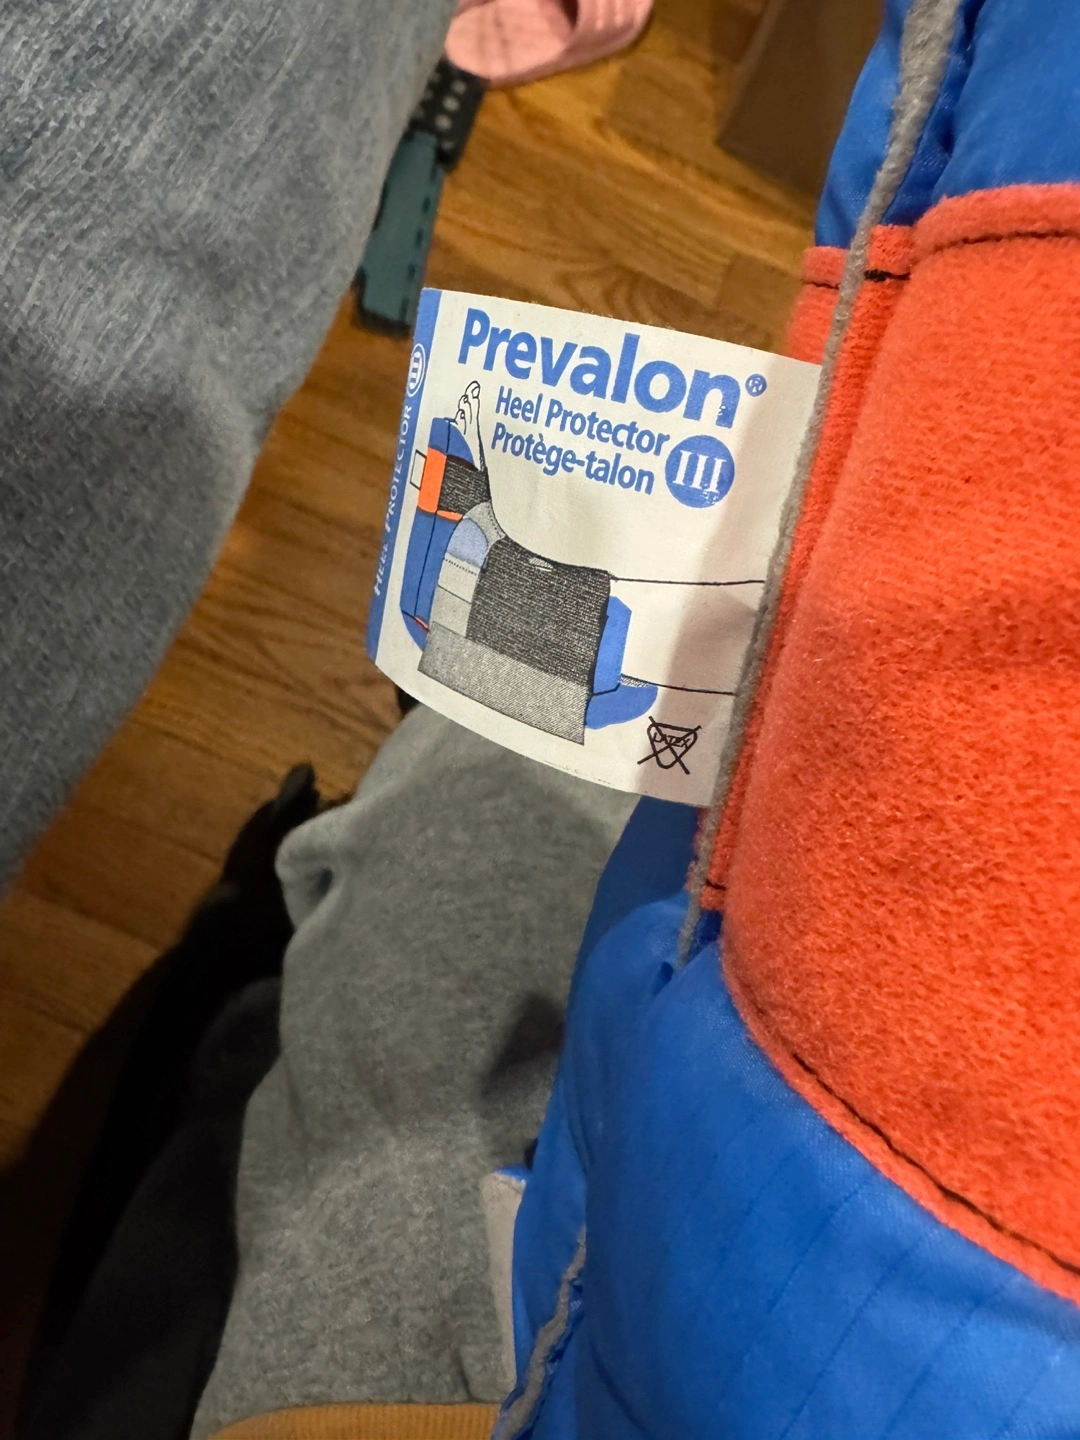 Prevalon®
Heel Protector
Protège-talon
III
LATEX
HEEL PROTECTOR III